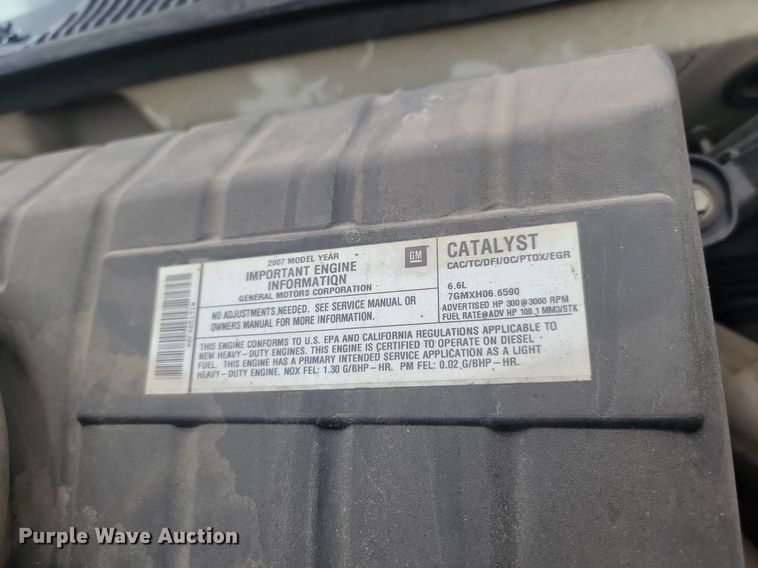 2007 MODEL YEAR
IMPORTANT ENGINE
INFORMATION
GENERAL MOTORS CORPORATION
GM
CATALYST
CAC/TC/DFI/OC/PTOX/EGR
NO ADJUSTMENTS NEEDED. SEE SERVICE MANUAL OR
OWNERS MANUAL FOR MORE INFORMATION.
6.6L
7GMXH06.6590
ADVERTISED HP 300@3000 RPM
FUEL RATE@ADV HP 100.1 MM3/STK
THIS ENGINE CONFORMS TO U.S. EPA AND CALIFORNIA REGULATIONS APPLICABLE TO
NEW HEAVY-DUTY ENGINES. THIS ENGINE IS CERTIFIED TO OPERATE ON DIESEL
FUEL. THIS ENGINE HAS A PRIMARY INTENDED SERVICE APPLICATION AS A LIGHT
HEAVY-DUTY ENGINE. NOX FEL: 1.30 G/BHP-HR. PM FEL: 0.02 G/BHP-HR.
Purple Wave Auction